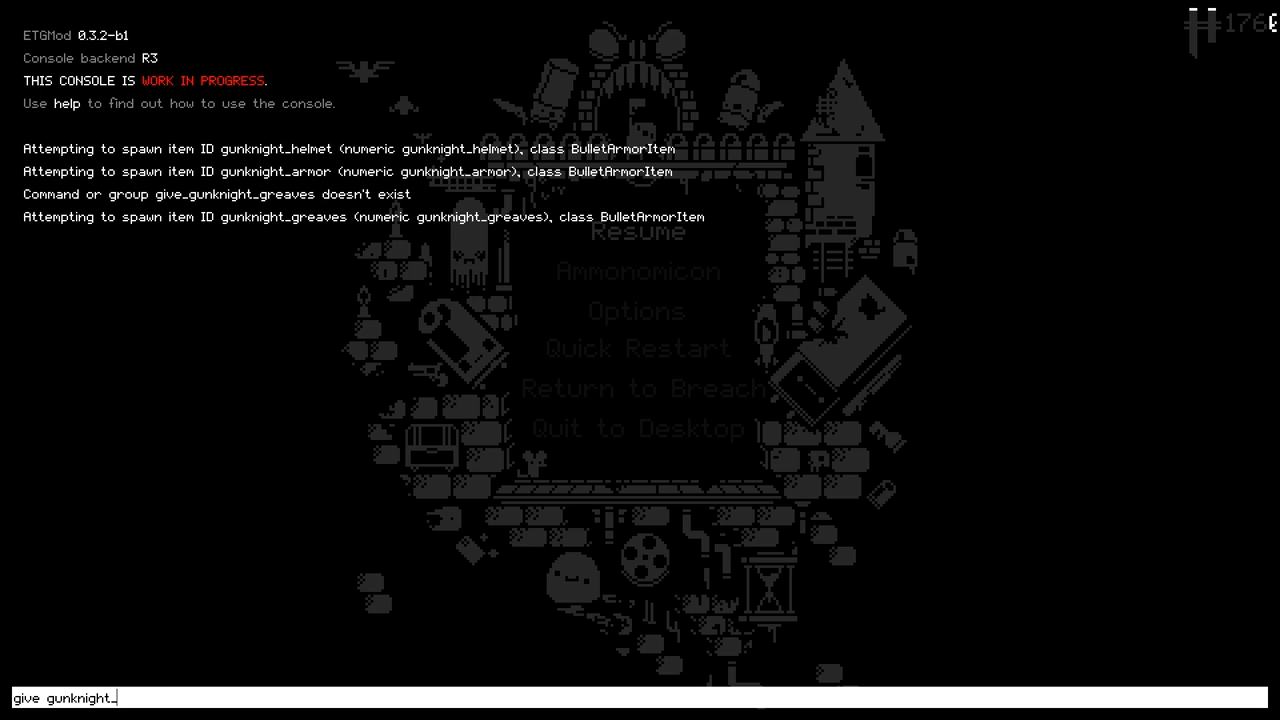 ETGMod 0.3.2-b1
Console backend R3
THIS CONSOLE IS WORK IN PROGRESS.
Use help to find out how to use the console.
Attempting to spawn item ID gunknight_helmet (numeric gunknight_helmet), class BulletArmorItem
Attempting to spawn item ID gunknight_armor (numeric gunknight_armor), class BulletArmorItem
Command or group give_gunknight_greaves doesn't exist
Attempting to spawn item ID gunknight_greaves (numeric gunknight_greaves), class BulletArmorItem
Resume
Ammonomicon
Options
Quick Restart
Return to Breach
Quit to Desktop
give gunknight_